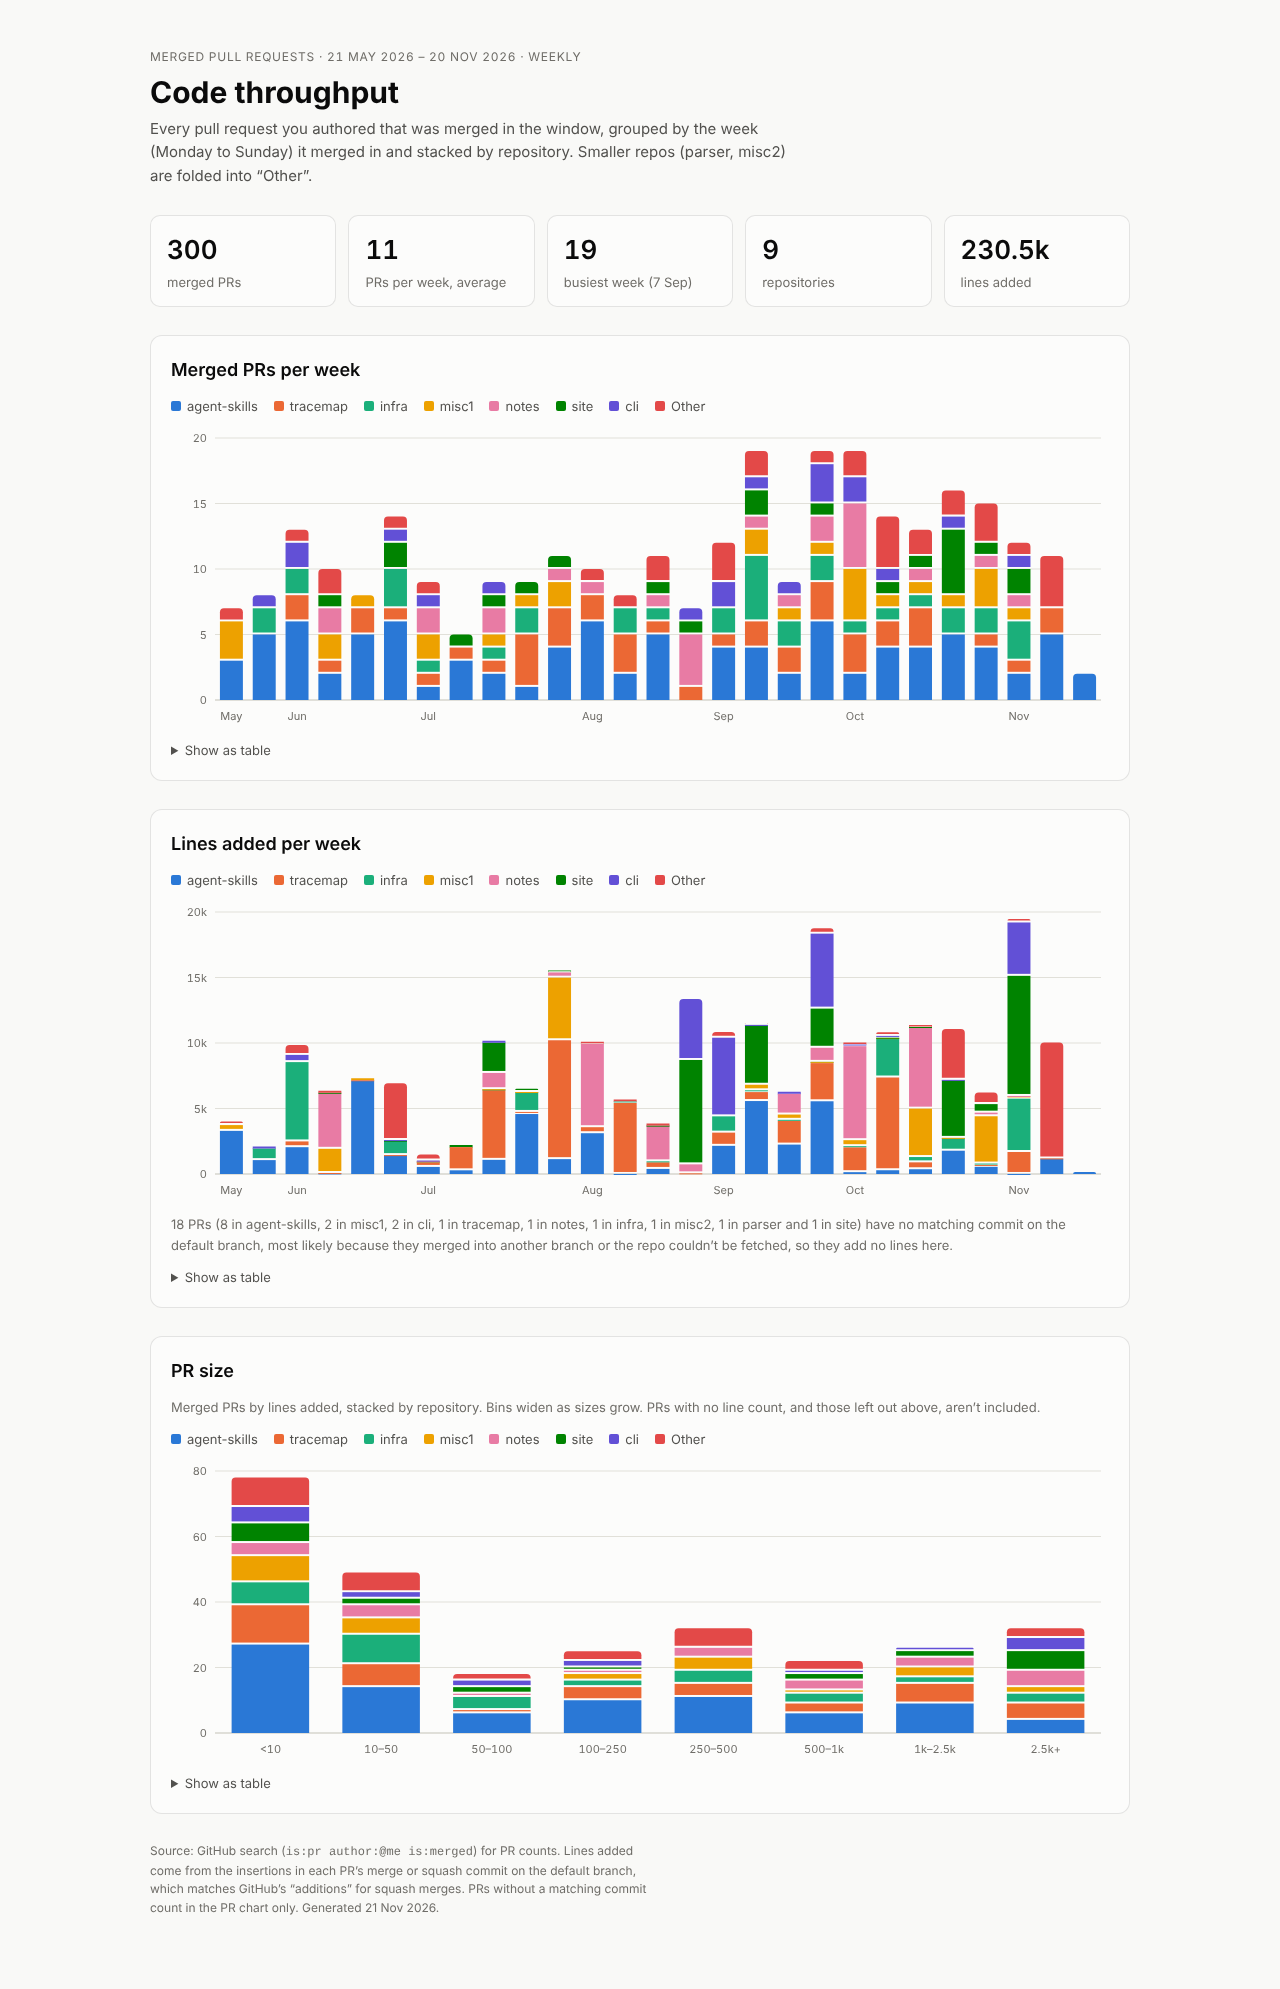 MERGED PULL REQUESTS · 21 MAY 2026 – 20 NOV 2026 · WEEKLY
Code throughput
Every pull request you authored that was merged in the window, grouped by the week
(Monday to Sunday) it merged in and stacked by repository. Smaller repos (parser, misc2)
are folded into “Other”.
300
merged PRs
11
PRs per week, average
19
busiest week (7 Sep)
9
repositories
230.5k
lines added
Merged PRs per week
agent-skills tracemap infra misc1 notes site cli Other
20
15
10
5
0
May Jun Jul Aug Sep Oct Nov
Show as table
Lines added per week
agent-skills tracemap infra misc1 notes site cli Other
20k
15k
10k
5k
0
May Jun Jul Aug Sep Oct Nov
18 PRs (8 in agent-skills, 2 in misc1, 2 in cli, 1 in tracemap, 1 in notes, 1 in infra, 1 in misc2, 1 in parser and 1 in site) have no matching commit on the
default branch, most likely because they merged into another branch or the repo couldn’t be fetched, so they add no lines here.
Show as table
PR size
Merged PRs by lines added, stacked by repository. Bins widen as sizes grow. PRs with no line count, and those left out above, aren’t included.
agent-skills tracemap infra misc1 notes site cli Other
80
60
40
20
0
<10 10–50 50–100 100–250 250–500 500–1k 1k–2.5k 2.5k+
Show as table
Source: GitHub search (is:pr author:@me is:merged) for PR counts. Lines added
come from the insertions in each PR’s merge or squash commit on the default branch,
which matches GitHub’s “additions” for squash merges. PRs without a matching commit
count in the PR chart only. Generated 21 Nov 2026.